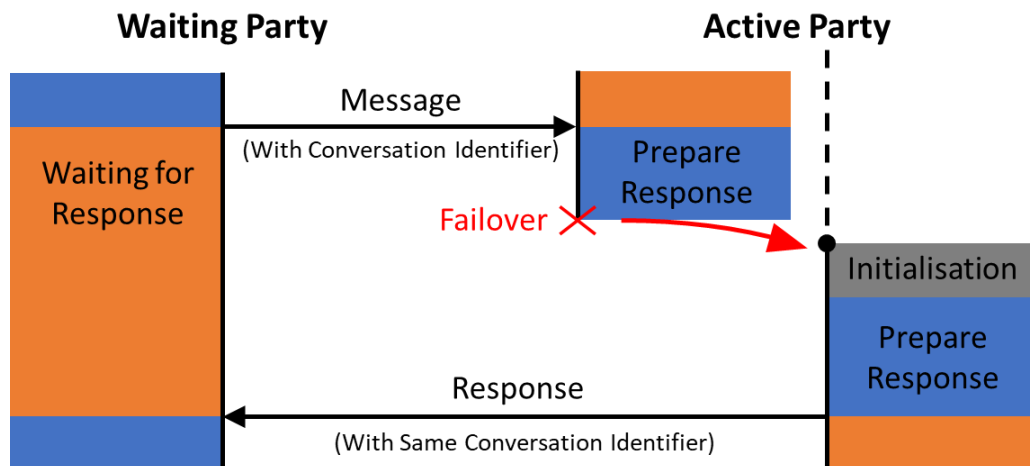 Waiting Party
Active Party
Message
(With Conversation Identifier)
Waiting for
Response
Prepare
Response
Failover
Initialisation
Prepare
Response
Response
(With Same Conversation Identifier)